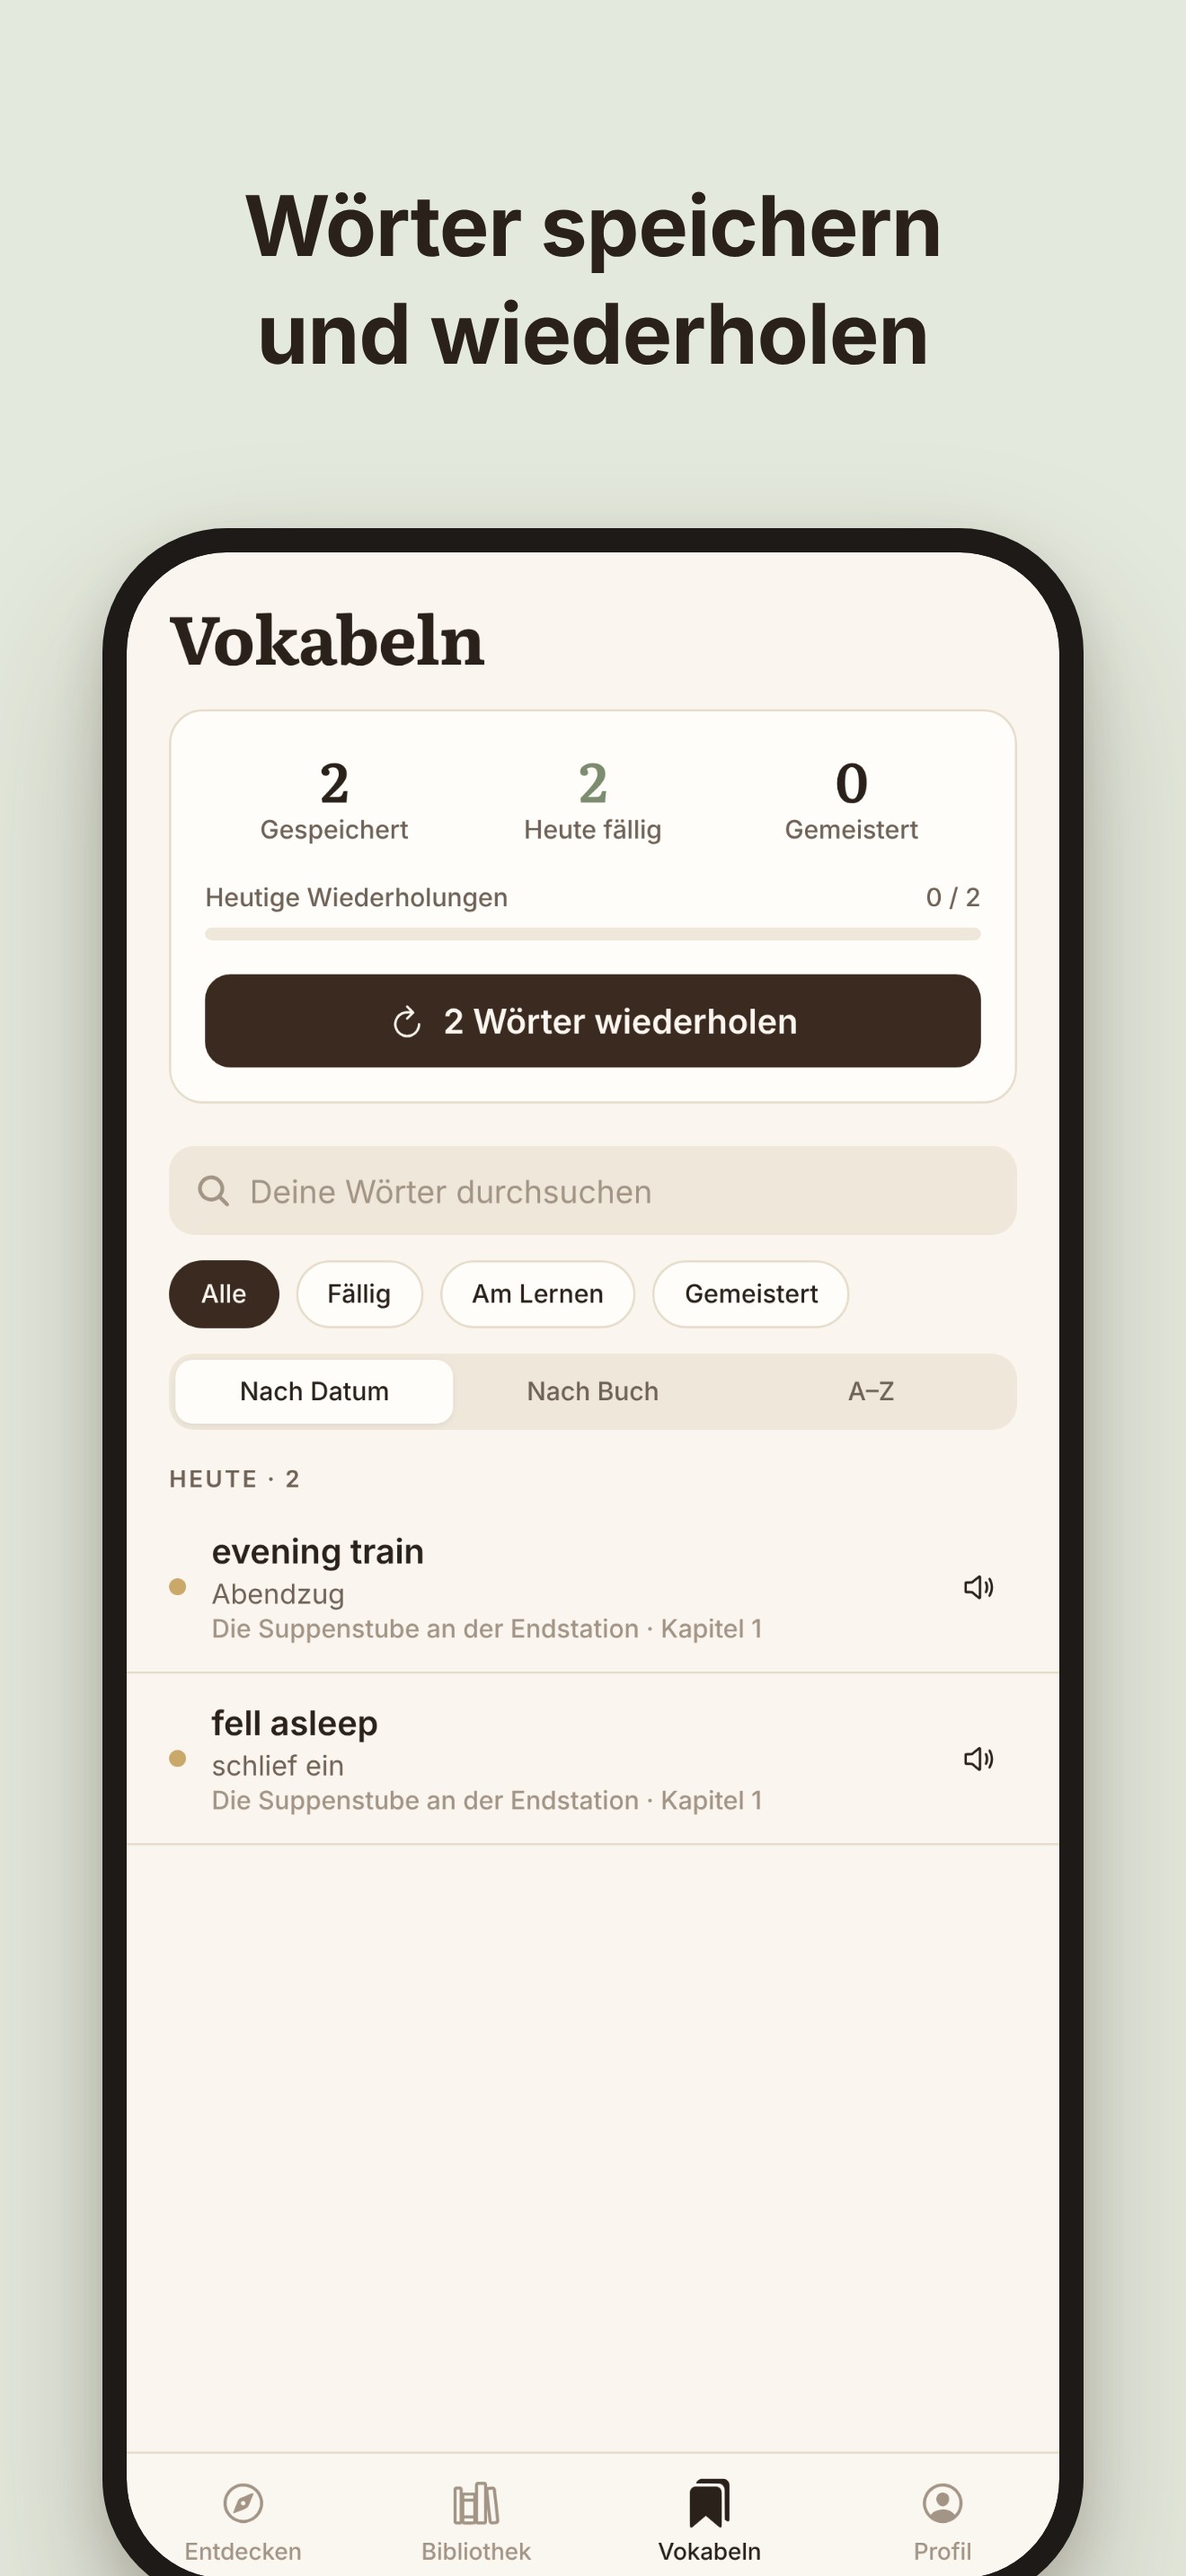 Wörter speichern
und wiederholen
Vokabeln
2
Gespeichert
2
Heute fällig
0
Gemeistert
Heutige Wiederholungen
0 / 2
2 Wörter wiederholen
Deine Wörter durchsuchen
Alle
Fällig
Am Lernen
Gemeistert
Nach Datum
Nach Buch
A–Z
HEUTE · 2
evening train
Abendzug
Die Suppenstube an der Endstation · Kapitel 1
fell asleep
schlief ein
Die Suppenstube an der Endstation · Kapitel 1
Entdecken
Bibliothek
Vokabeln
Profil